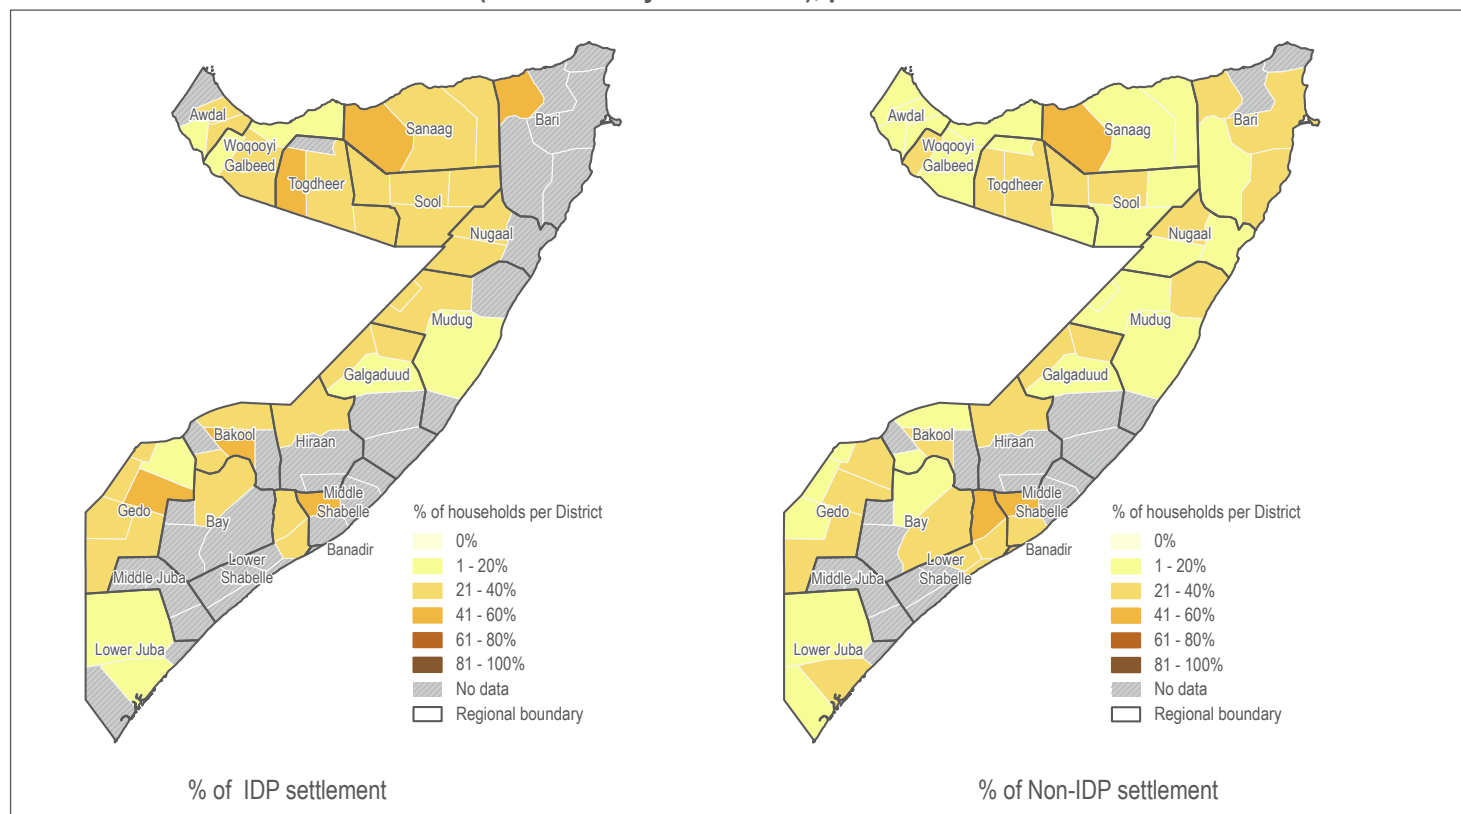 Awdal
Woqooyi
Galbeed
Togdheer
Sanaag
Bari
Sool
Nugaal
Mudug
Galgaduud
Hiraan
Bakool
Gedo
Bay
Middle
Shabelle
Banadir
Lower
Shabelle
Middle Juba
Lower Juba
% of households per District
0%
1 - 20%
21 - 40%
41 - 60%
61 - 80%
81 - 100%
No data
Regional boundary
% of IDP settlement
Awdal
Woqooyi
Galbeed
Togdheer
Sanaag
Bari
Sool
Nugaal
Mudug
Galgaduud
Hiraan
Bakool
Gedo
Bay
Middle
Shabelle
Banadir
Lower
Shabelle
Middle Juba
Lower Juba
% of households per District
0%
1 - 20%
21 - 40%
41 - 60%
61 - 80%
81 - 100%
No data
Regional boundary
% of Non-IDP settlement